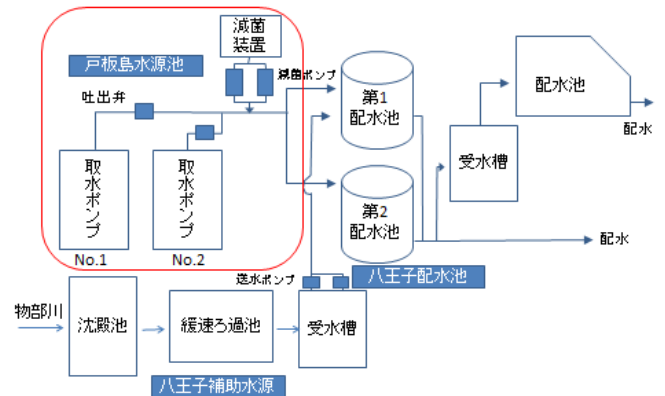 減菌
装置
戸板島水源池
減菌ポンプ
吐出弁
取水ポンプ
No.1
取水ポンプ
No.2
第1
配水池
第2
配水池
配水池
配水
受水槽
配水
八王子配水池
送水ポンプ
物部川
沈殿池
緩速ろ過池
受水槽
八王子補助水源